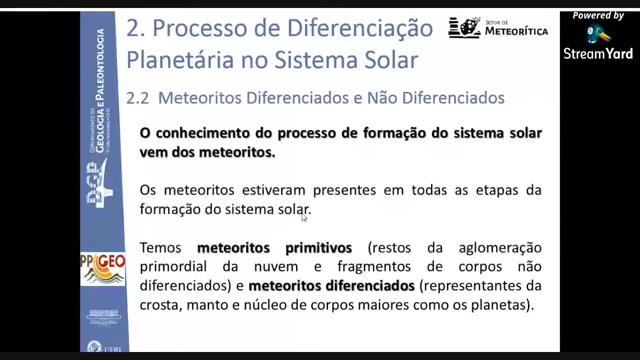 2. Processo de Diferenciação
Planetária no Sistema Solar
SETOR DE
METEORÍTICA
Powered by
StreamYard
2.2 Meteoritos Diferenciados e Não Diferenciados
O conhecimento do processo de formação do sistema solar
vem dos meteoritos.
Os meteoritos estiveram presentes em todas as etapas da
formação do sistema solar.
Temos meteoritos primitivos (restos da aglomeração
primordial da nuvem e fragmentos de corpos não
diferenciados) e meteoritos diferenciados (representantes da
crosta, manto e núcleo de corpos maiores como os planetas).
GEOLOGIA E PALEONTOLOGIA
DGP